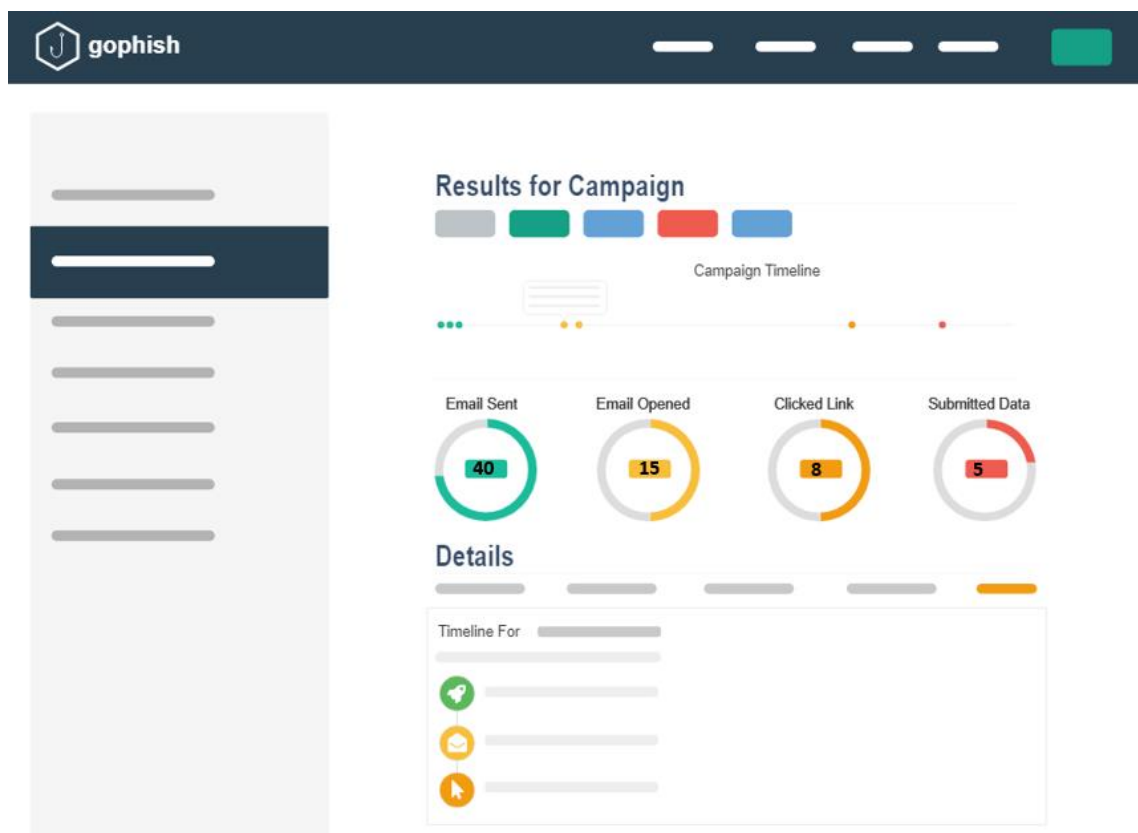 gophish
Results for Campaign
Campaign Timeline
Email Sent
Email Opened
Clicked Link
Submitted Data
40
15
8
5
Details
Timeline For